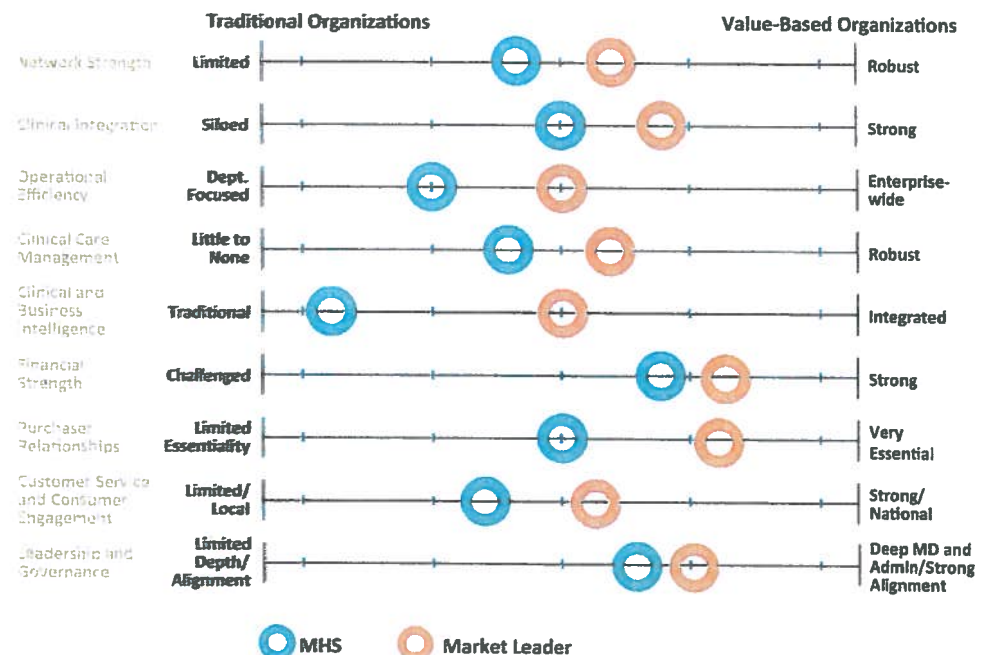 Traditional Organizations
Value-Based Organizations
Network Strength
Limited
Robust
Clinical Integration
Siloed
Strong
Operational
Efficiency
Dept.
Focused
Enterprise-
wide
Clinical Care
Management
Little to
None
Robust
Clinical and
Business
Intelligence
Traditional
Integrated
Financial
Strength
Challenged
Strong
Purchaser
Relationships
Limited
Essentiality
Very
Essential
Customer Service
and Consumer
Engagement
Limited/
Local
Strong/
National
Leadership and
Governance
Limited
Depth/
Alignment
Deep MD and
Admin/Strong
Alignment
MHS
Market Leader